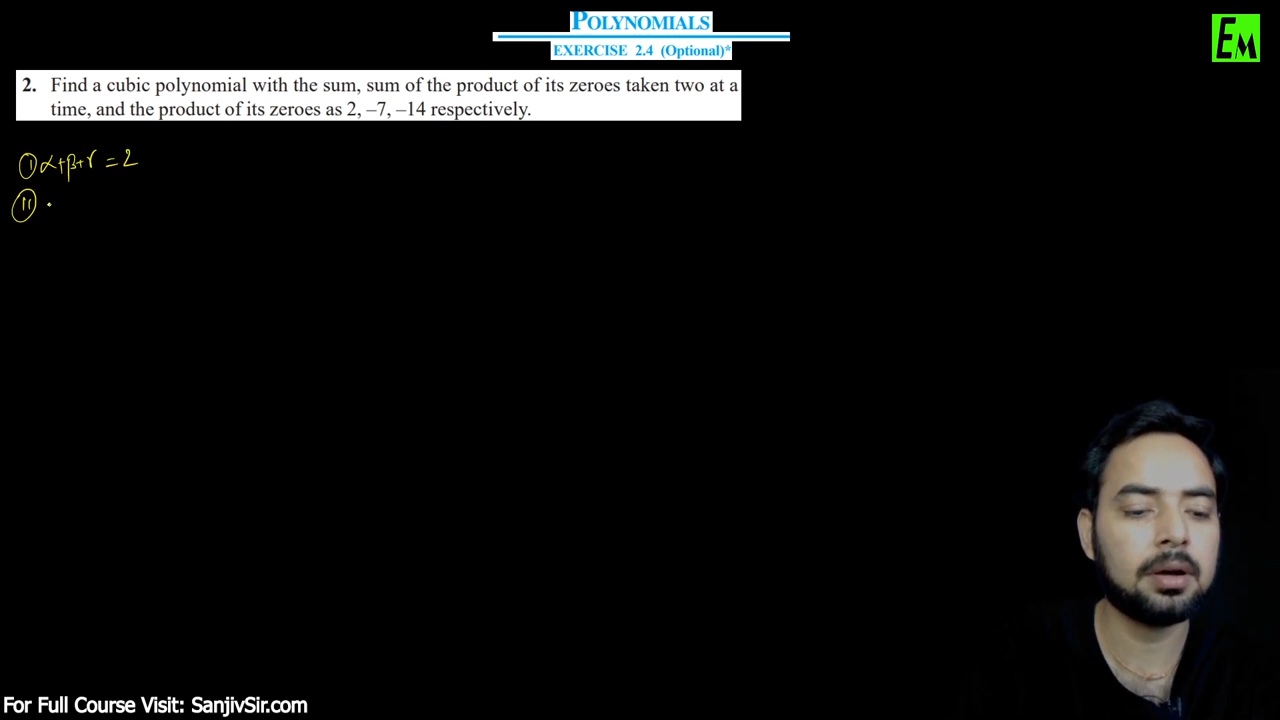 POLYNOMIALS
EXERCISE 2.4 (Optional)*
EM
2. Find a cubic polynomial with the sum, sum of the product of its zeroes taken two at a
time, and the product of its zeroes as 2, –7, –14 respectively.
① α+β+γ = 2
ⓘⓘ
For Full Course Visit: SanjivSir.com